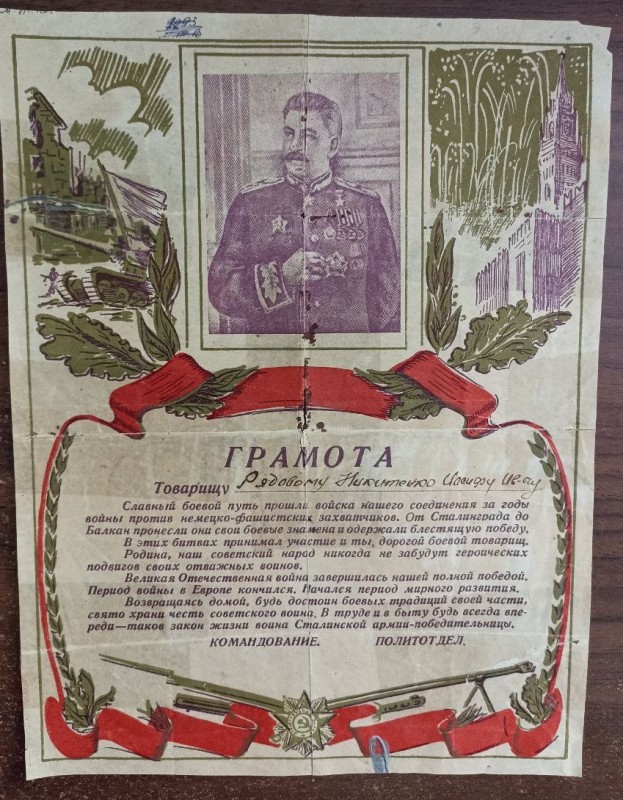 ГРАМОТА
Товарищу Рядовому Никитенко Иосифу Ив-чу
Славный боевой путь прошли войска нашего соединения за годы
войны против немецко-фашистских захватчиков. От Сталинграда до
Балкан пронесли они свои боевые знамена и одержали блестящую победу.
В этих битвах принимал участие и ты, дорогой боевой товарищ.
Родина, наш советский народ никогда не забудут героических
подвигов своих отважных воинов.
Великая Отечественная война завершилась нашей полной победой.
Период войны в Европе кончился. Начался период мирного развития.
Возвращаясь домой, будь достоин боевых традиций своей части,
свято храни честь советского воина. В труде и в быту будь всегда впе-
реди—таков закон жизни воина Сталинской армии-победительницы.
КОМАНДОВАНИЕ. ПОЛИТОТДЕЛ.